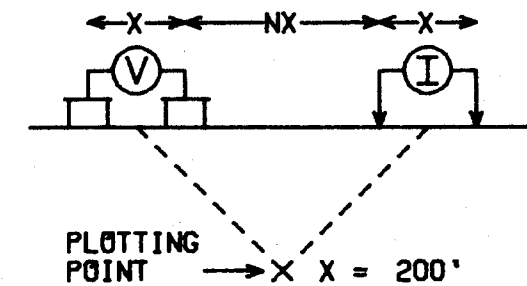 X NX X
V I
PLOTTING
POINT X X = 200'